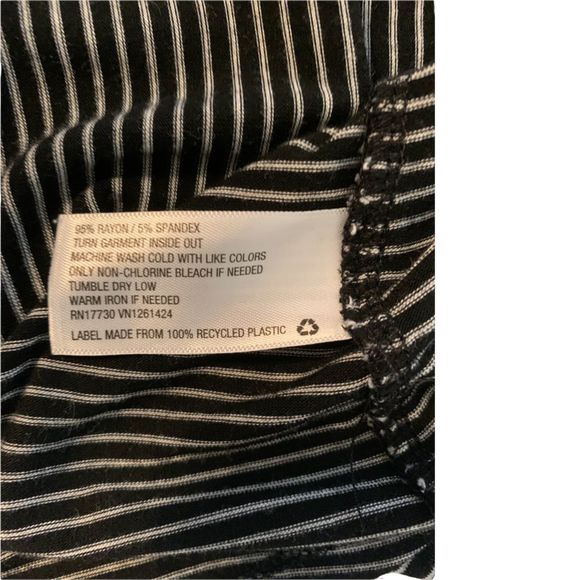 95% RAYON / 5% SPANDEX
TURN GARMENT INSIDE OUT
MACHINE WASH COLD WITH LIKE COLORS
ONLY NON-CHLORINE BLEACH IF NEEDED
TUMBLE DRY LOW
WARM IRON IF NEEDED
RN17730 VN1261424
LABEL MADE FROM 100% RECYCLED PLASTIC